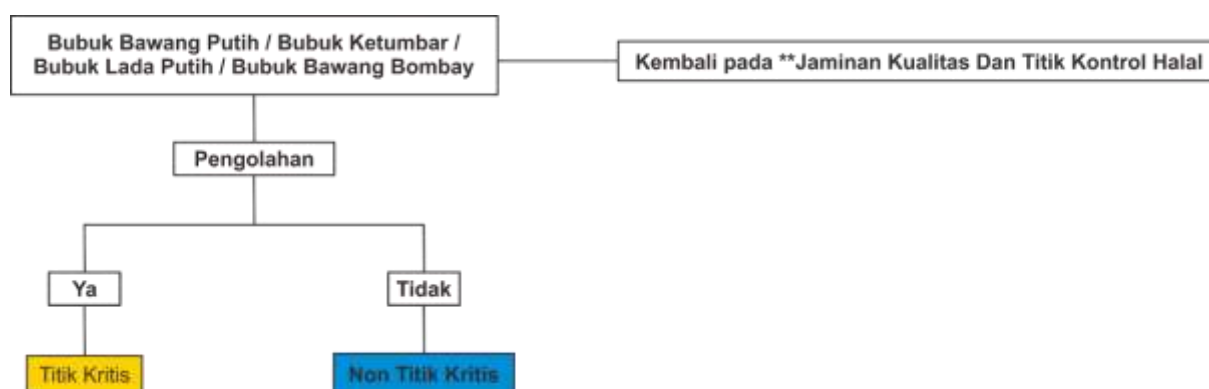 Bubuk Bawang Putih / Bubuk Ketumbar /
Bubuk Lada Putih / Bubuk Bawang Bombay
Kembali pada **Jaminan Kualitas Dan Titik Kontrol Halal
Pengolahan
Ya
Tidak
Titik Kritis
Non Titik Kritis